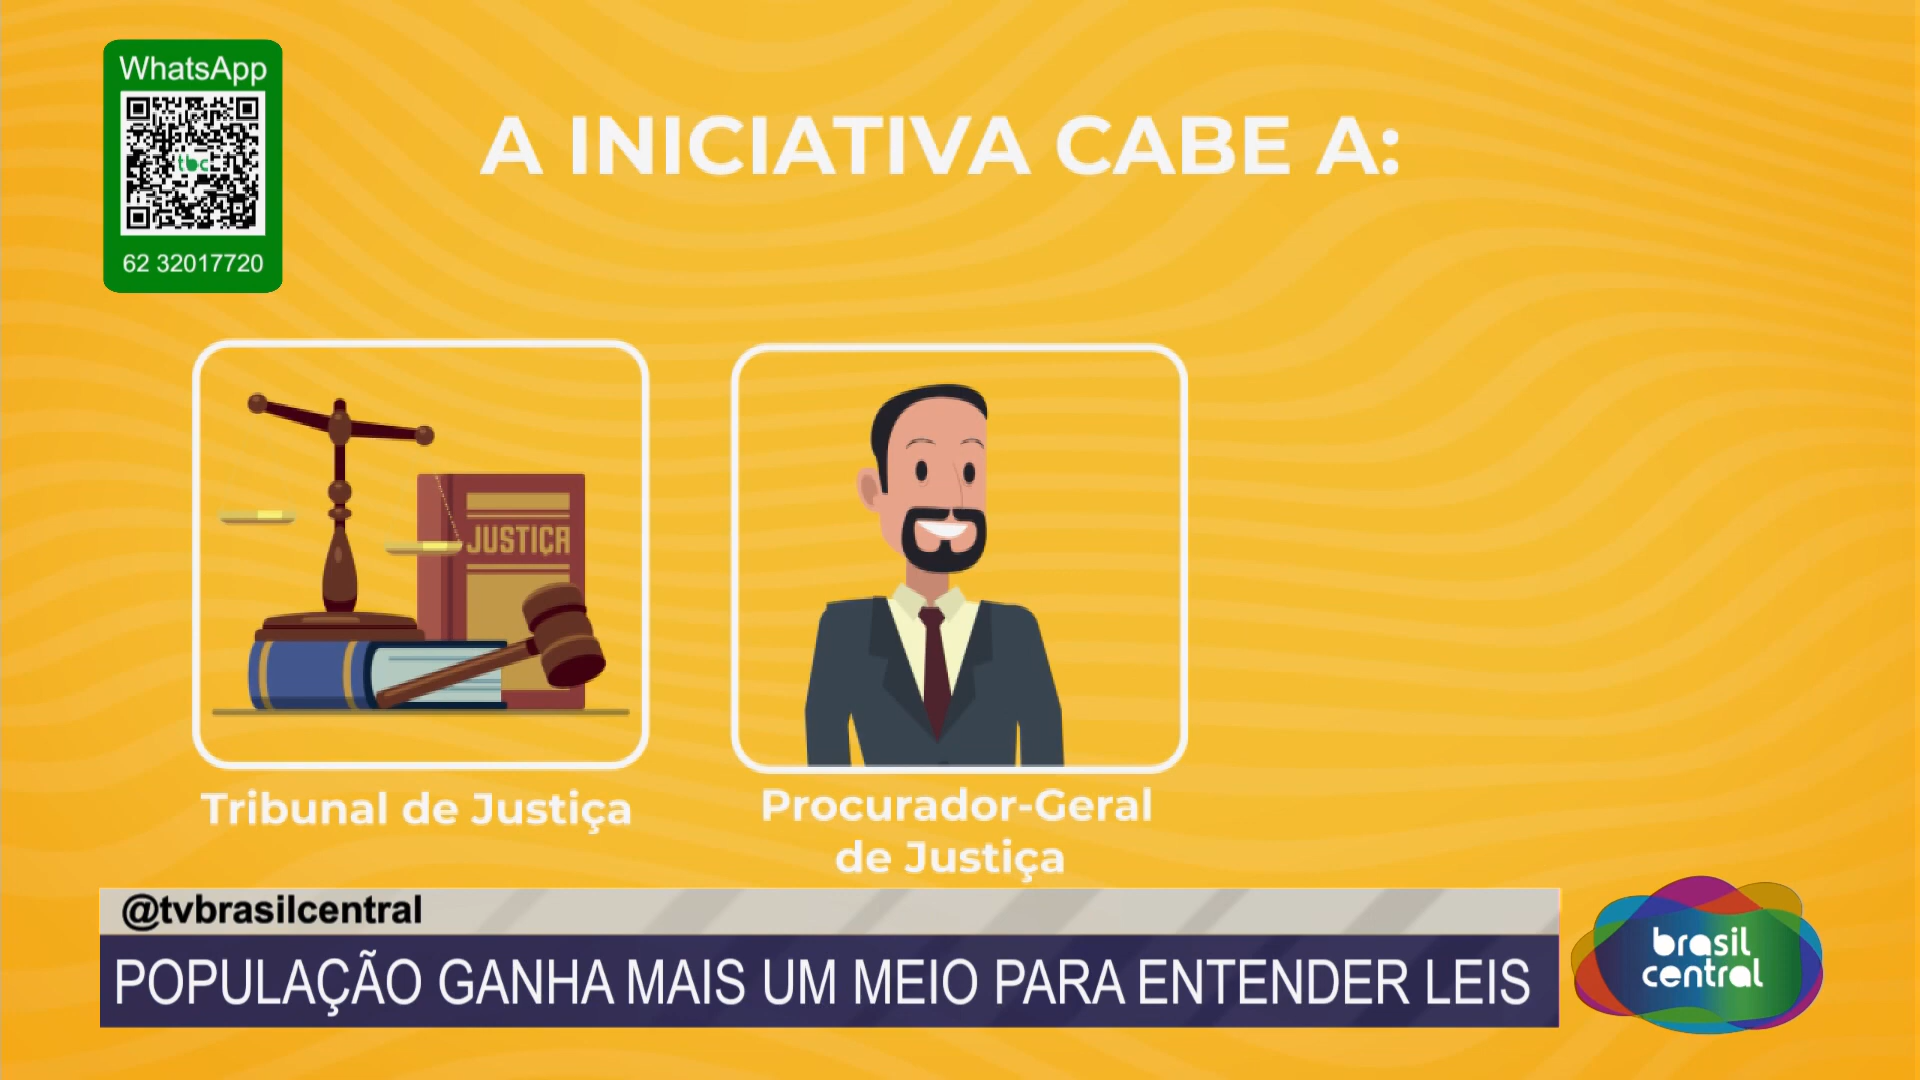 WhatsApp
tbc
62 32017720
A INICIATIVA CABE A:
JUSTIÇA
Tribunal de Justiça
Procurador-Geral
de Justiça
@tvbrasilcentral
POPULAÇÃO GANHA MAIS UM MEIO PARA ENTENDER LEIS
brasil
central